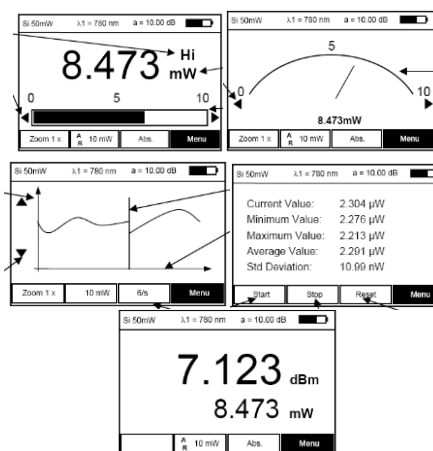 Si 50mW λ1 = 780 nm a = 10.00 dB
Hi
8.473 mW
0 5 10
Zoom 1 x A R 10 mW Abs. Menu
Si 50mW λ1 = 780 nm a = 10.00 dB
5
0 10
8.473mW
Zoom 1 x A R 10 mW Abs. Menu
Si 50mW λ1 = 780 nm a = 10.00 dB
Zoom 1 x 10 mW 6/s Menu
Si 50mW λ1 = 780 nm a = 10.00 dB
Current Value: 2.304 µW
Minimum Value: 2.276 µW
Maximum Value: 2.213 µW
Average Value: 2.291 µW
Std Deviation: 10.99 nW
Start Stop Reset Menu
Si 50mW λ1 = 780 nm a = 10.00 dB
7.123 dBm
8.473 mW
A R 10 mW Abs. Menu